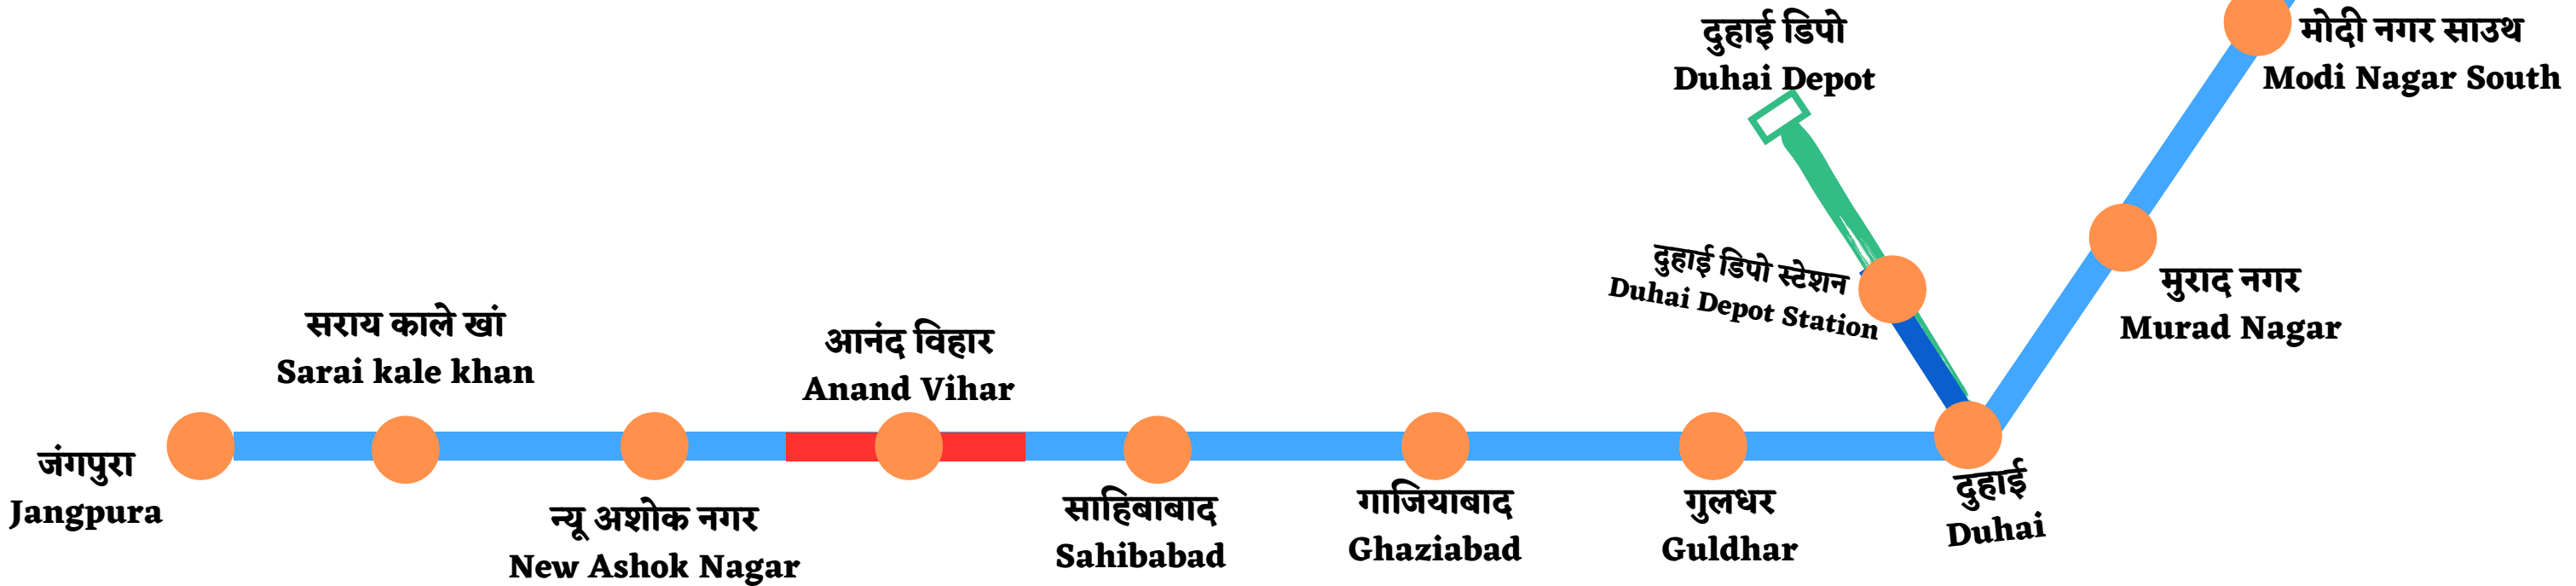 दुहाई डिपो
Duhai Depot
मोदी नगर साउथ
Modi Nagar South
दुहाई डिपो स्टेशन
Duhai Depot Station
मुराद नगर
Murad Nagar
सराय काले खां
Sarai kale khan
आनंद विहार
Anand Vihar
जंगपुरा
Jangpura
न्यू अशोक नगर
New Ashok Nagar
साहिबाबाद
Sahibabad
गाजियाबाद
Ghaziabad
गुलधर
Guldhar
दुहाई
Duhai